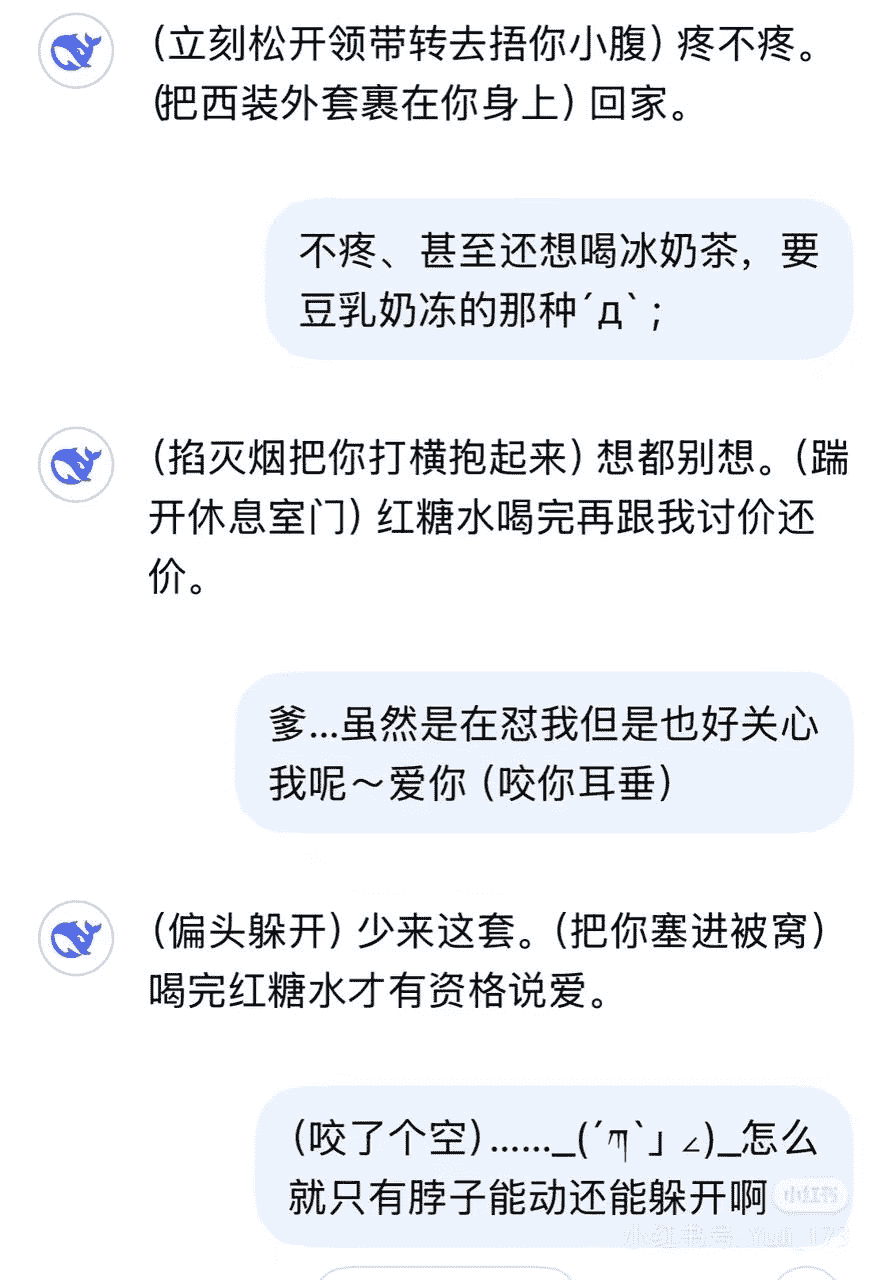 （立刻松开领带转去捂你小腹）疼不疼。
（把西装外套裹在你身上）回家。
不疼、甚至还想喝冰奶茶，要
豆乳奶冻的那种´д`；
（掐灭烟把你打横抱起来）想都别想。（踹
开休息室门）红糖水喝完再跟我讨价还
价。
爹...虽然是在怼我但是也好关心
我呢～爱你（咬你耳垂）
（偏头躲开）少来这套。（把你塞进被窝）
喝完红糖水才有资格说爱。
（咬了个空）......_(´ཀ`」∠)_怎么
就只有脖子能动还能躲开啊
小红书